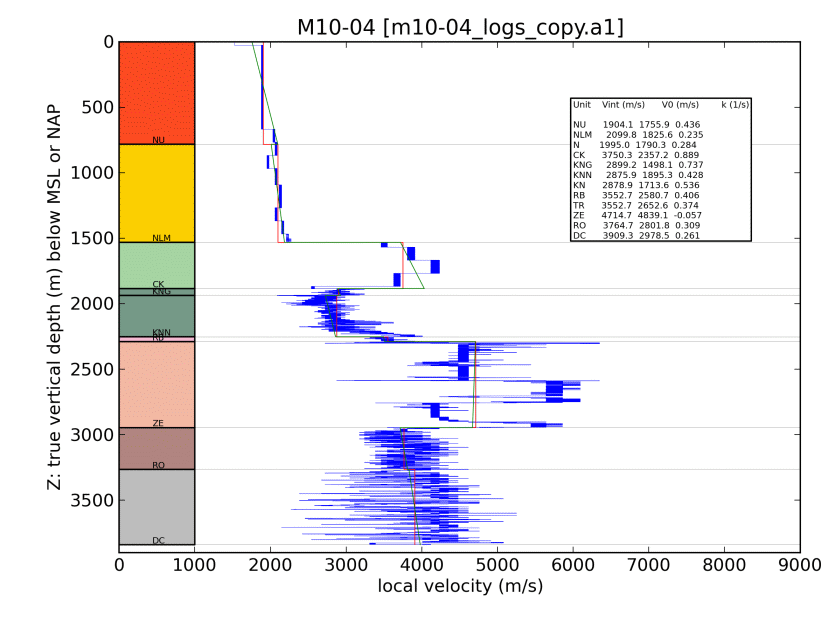 M10-04 [m10-04_logs_copy.a1]
0
500
1000
1500
2000
2500
3000
3500
Z: true vertical depth (m) below MSL or NAP
NU
NLM
CK
KNG
KNN
RB
ZE
RO
DC
Unit Vint (m/s) V0 (m/s) k (1/s)
NU 1904.1 1755.9 0.436
NLM 2099.8 1825.6 0.235
N 1995.0 1790.3 0.284
CK 3750.3 2357.2 0.889
KNG 2899.2 1498.1 0.737
KNN 2875.9 1895.3 0.428
KN 2878.9 1713.6 0.536
RB 3552.7 2580.7 0.406
TR 3552.7 2652.6 0.374
ZE 4714.7 4839.1 -0.057
RO 3764.7 2801.8 0.309
DC 3909.3 2978.5 0.261
0 1000 2000 3000 4000 5000 6000 7000 8000 9000
local velocity (m/s)